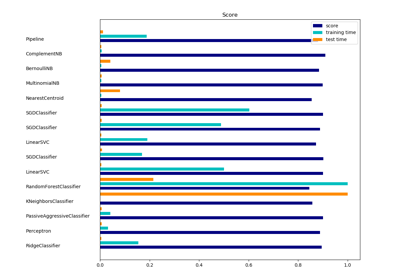 Score
score
training time
test time
Pipeline
ComplementNB
BernoulliNB
MultinomialNB
NearestCentroid
SGDClassifier
SGDClassifier
LinearSVC
SGDClassifier
LinearSVC
RandomForestClassifier
KNeighborsClassifier
PassiveAggressiveClassifier
Perceptron
RidgeClassifier
0.0 0.2 0.4 0.6 0.8 1.0